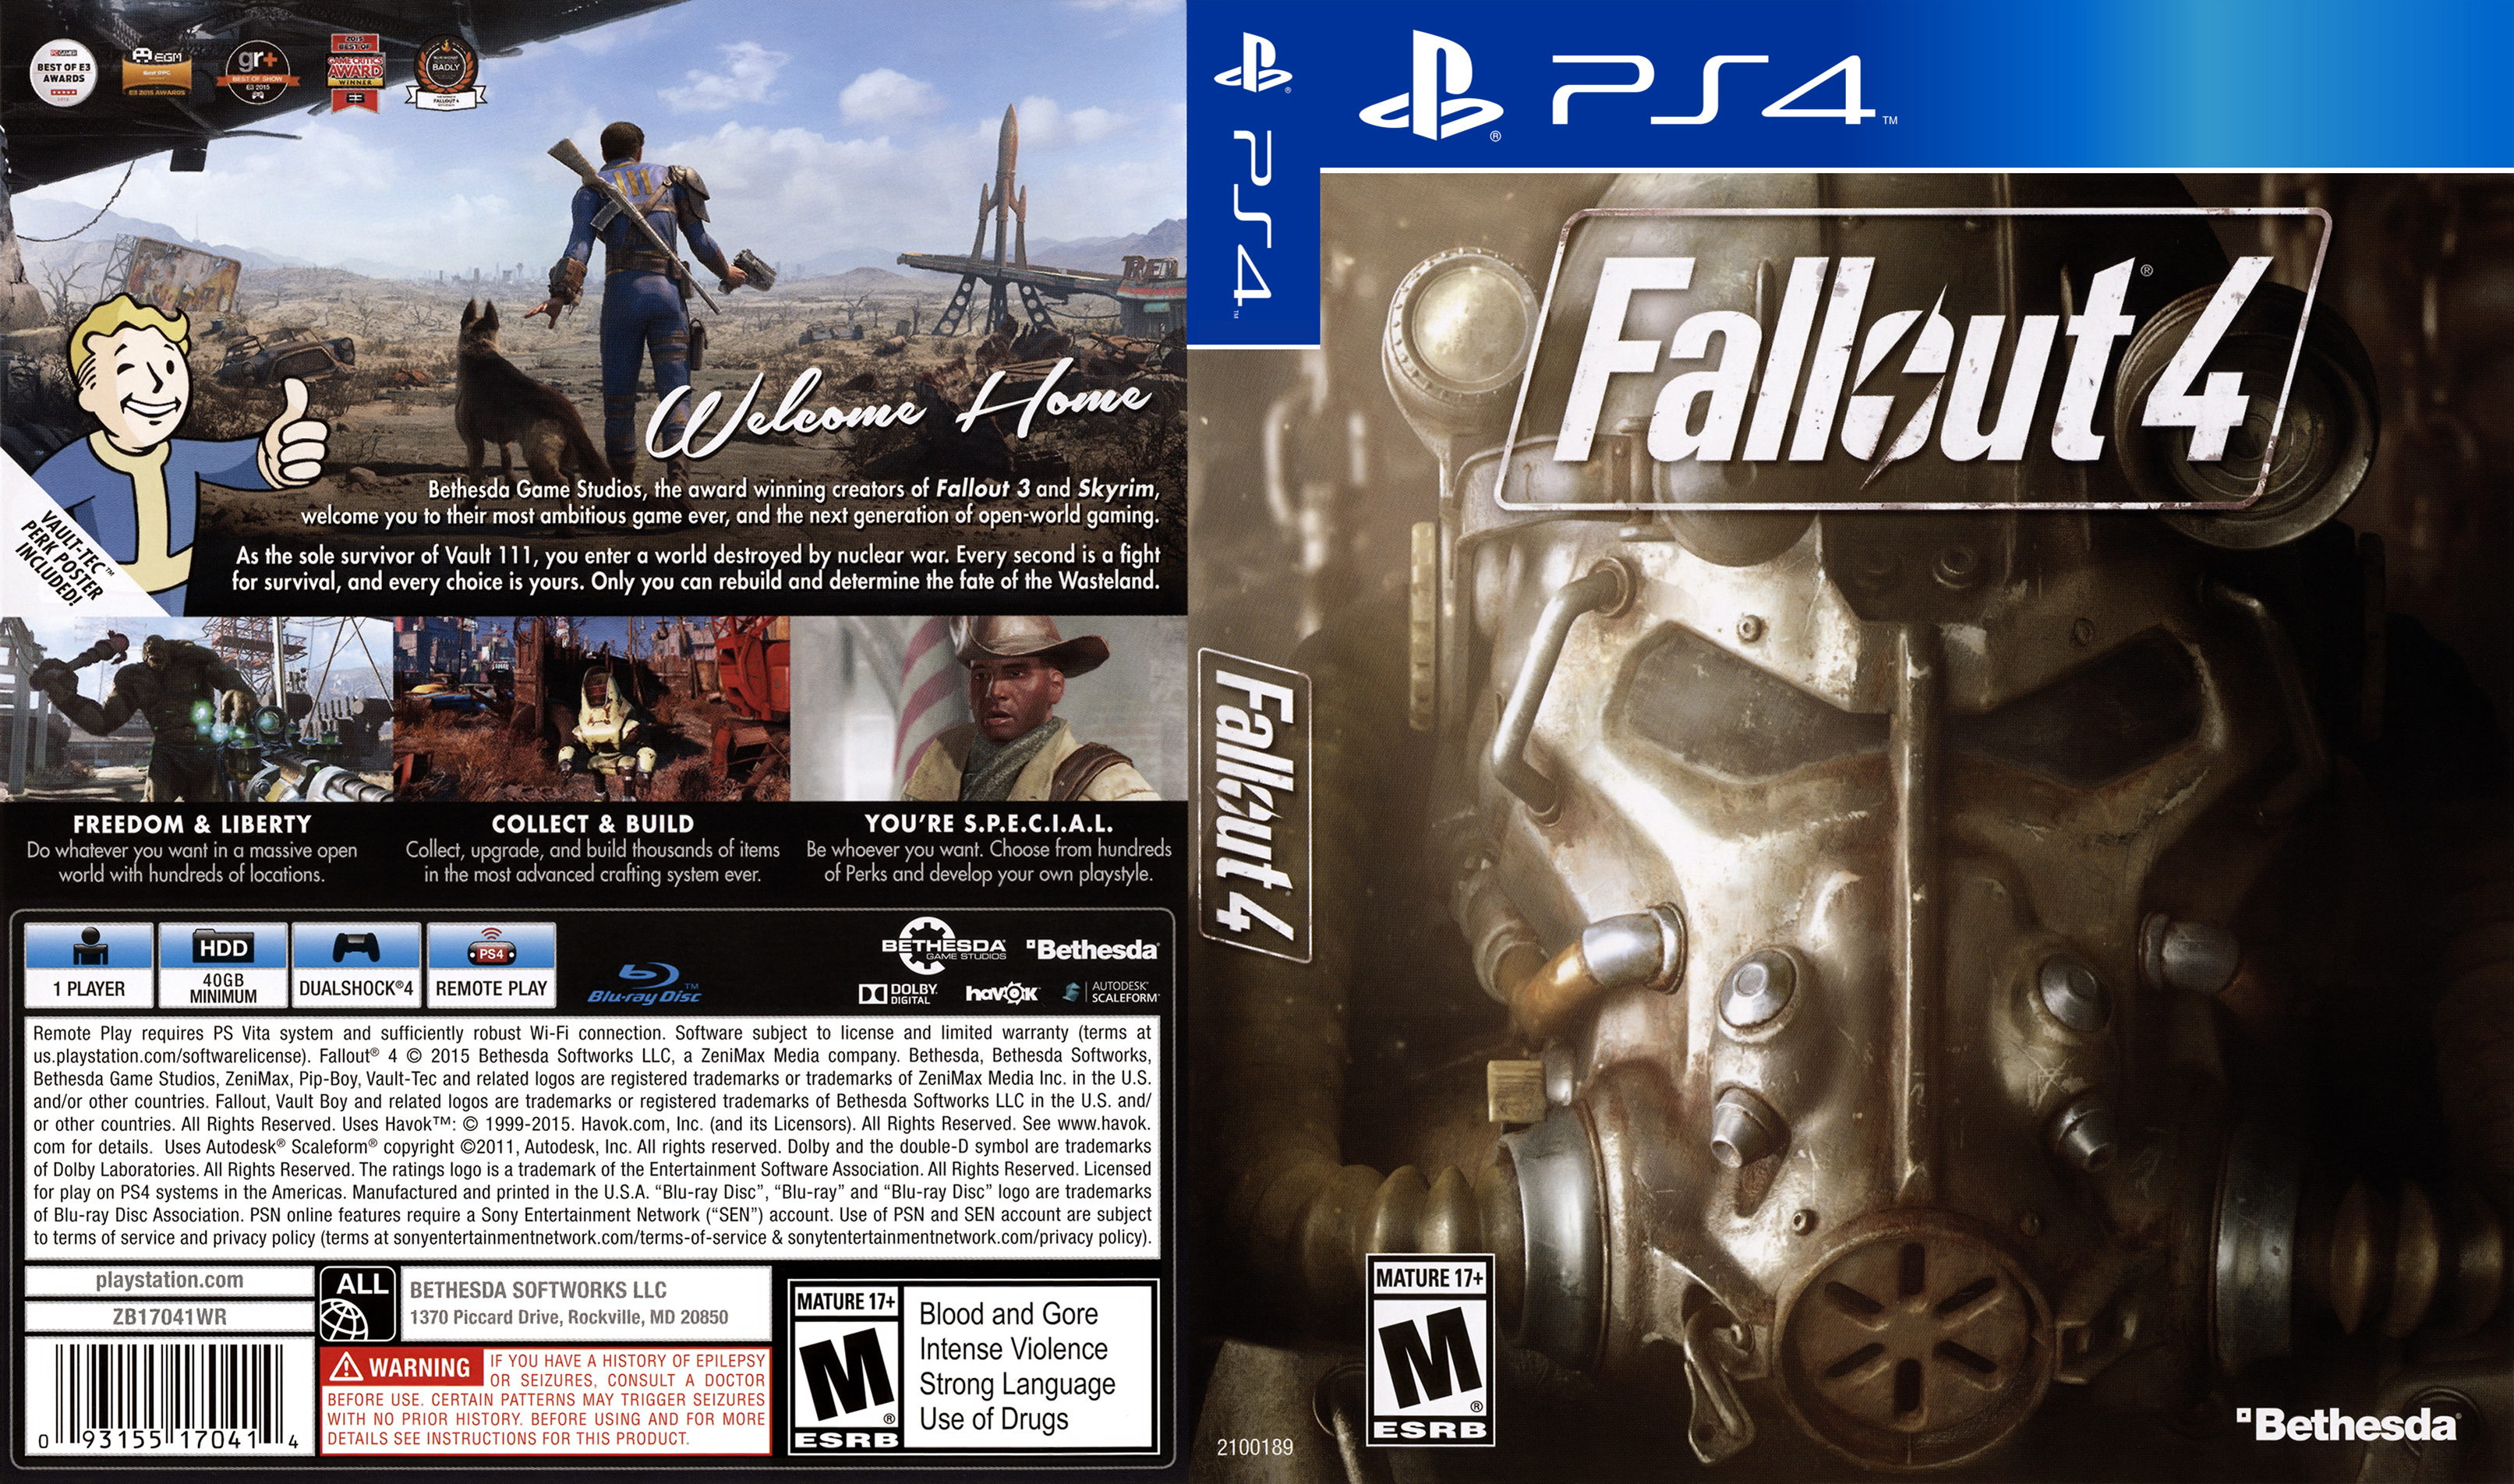 PC GAMER
BEST OF E3
AWARDS
EGM
Best RPG
E3 2015 AWARDS
gr+
BEST OF SHOW
E3 2015
2015
BEST OF
GAME CRITICS
AWARD
WINNER
E3
BADLY
FALLOUT 4
111
RED
Welcome Home
Bethesda Game Studios, the award winning creators of Fallout 3 and Skyrim,
welcome you to their most ambitious game ever, and the next generation of open-world gaming.
As the sole survivor of Vault 111, you enter a world destroyed by nuclear war. Every second is a fight
for survival, and every choice is yours. Only you can rebuild and determine the fate of the Wasteland.
VAULT-TEC™
PERK POSTER
INCLUDED!
FREEDOM & LIBERTY
Do whatever you want in a massive open
world with hundreds of locations.
COLLECT & BUILD
Collect, upgrade, and build thousands of items
in the most advanced crafting system ever.
YOU'RE S.P.E.C.I.A.L.
Be whoever you want. Choose from hundreds
of Perks and develop your own playstyle.
1 PLAYER
HDD
40GB
MINIMUM
DUALSHOCK®4
PS4
REMOTE PLAY
Blu-ray Disc™
BETHESDA®
GAME STUDIOS
Bethesda®
DOLBY
DIGITAL
havok™
AUTODESK®
SCALEFORM®
Remote Play requires PS Vita system and sufficiently robust Wi-Fi connection. Software subject to license and limited warranty (terms at
us.playstation.com/softwarelicense). Fallout® 4 © 2015 Bethesda Softworks LLC, a ZeniMax Media company. Bethesda, Bethesda Softworks,
Bethesda Game Studios, ZeniMax, Pip-Boy, Vault-Tec and related logos are registered trademarks or trademarks of ZeniMax Media Inc. in the U.S.
and/or other countries. Fallout, Vault Boy and related logos are trademarks or registered trademarks of Bethesda Softworks LLC in the U.S. and/
or other countries. All Rights Reserved. Uses Havok™: © 1999-2015. Havok.com, Inc. (and its Licensors). All Rights Reserved. See www.havok.
com for details. Uses Autodesk® Scaleform® copyright ©2011, Autodesk, Inc. All rights reserved. Dolby and the double-D symbol are trademarks
of Dolby Laboratories. All Rights Reserved. The ratings logo is a trademark of the Entertainment Software Association. All Rights Reserved. Licensed
for play on PS4 systems in the Americas. Manufactured and printed in the U.S.A. “Blu-ray Disc”, “Blu-ray” and “Blu-ray Disc” logo are trademarks
of Blu-ray Disc Association. PSN online features require a Sony Entertainment Network (“SEN”) account. Use of PSN and SEN account are subject
to terms of service and privacy policy (terms at sonyentertainmentnetwork.com/terms-of-service & sonytentertainmentnetwork.com/privacy policy).
playstation.com
ZB17041WR
0 93155 17041 4
ALL
BETHESDA SOFTWORKS LLC
1370 Piccard Drive, Rockville, MD 20850
WARNING IF YOU HAVE A HISTORY OF EPILEPSY
OR SEIZURES, CONSULT A DOCTOR
BEFORE USE. CERTAIN PATTERNS MAY TRIGGER SEIZURES
WITH NO PRIOR HISTORY. BEFORE USING AND FOR MORE
DETAILS SEE INSTRUCTIONS FOR THIS PRODUCT.
MATURE 17+
M®
ESRB
Blood and Gore
Intense Violence
Strong Language
Use of Drugs
PS4™
Fallout 4
2100189
PS4™
Fallout® 4
MATURE 17+
M®
ESRB
Bethesda®